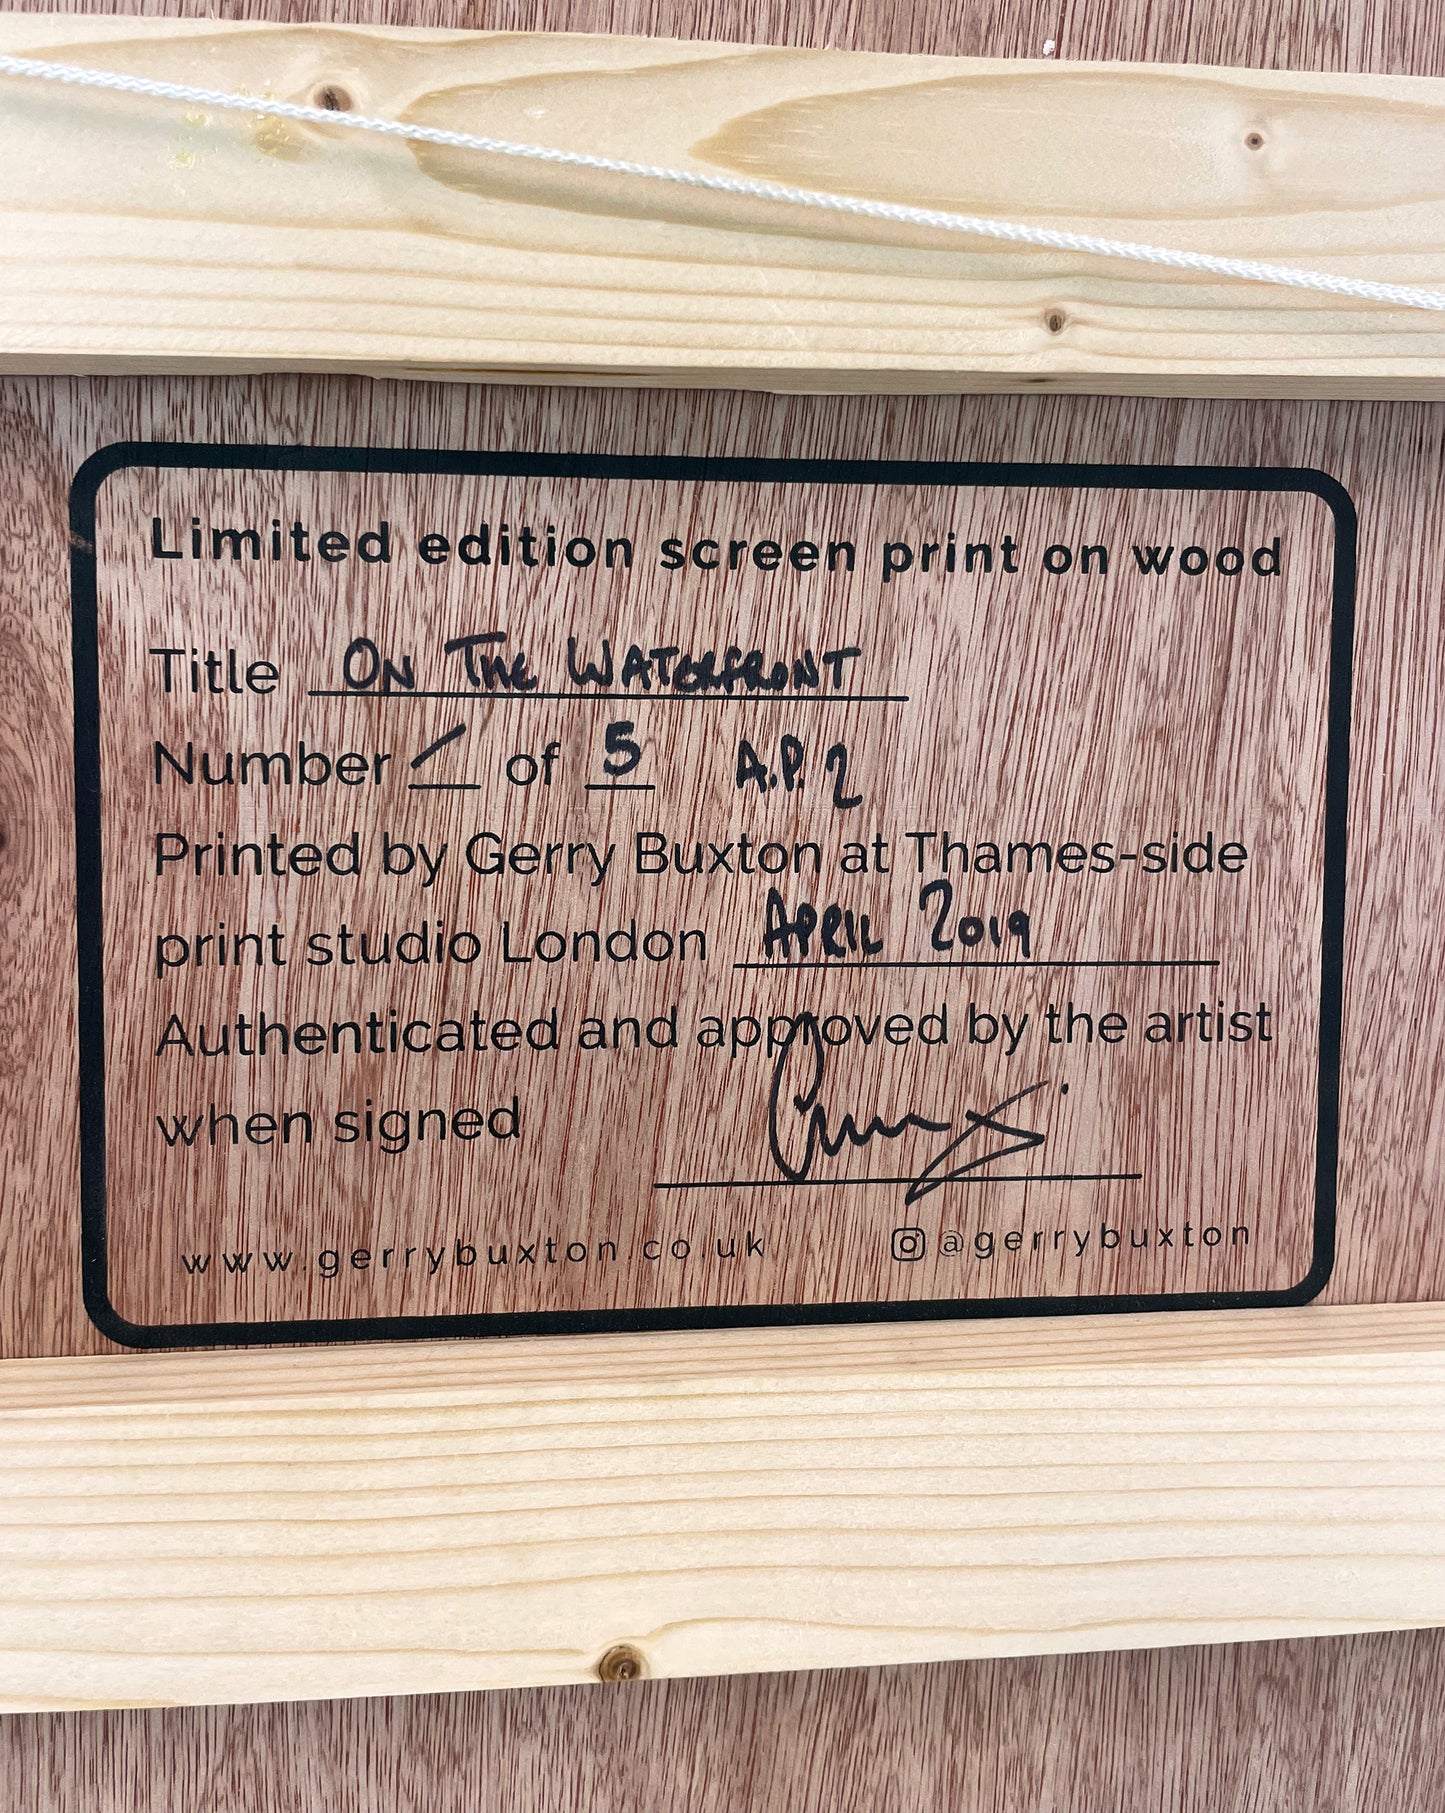 Limited edition screen print on wood
Title ON THE WATERFRONT
Number / of 5 A.P. 2
Printed by Gerry Buxton at Thames-side
print studio London APRIL 2019
Authenticated and approved by the artist
when signed
www.gerrybuxton.co.uk @gerrybuxton